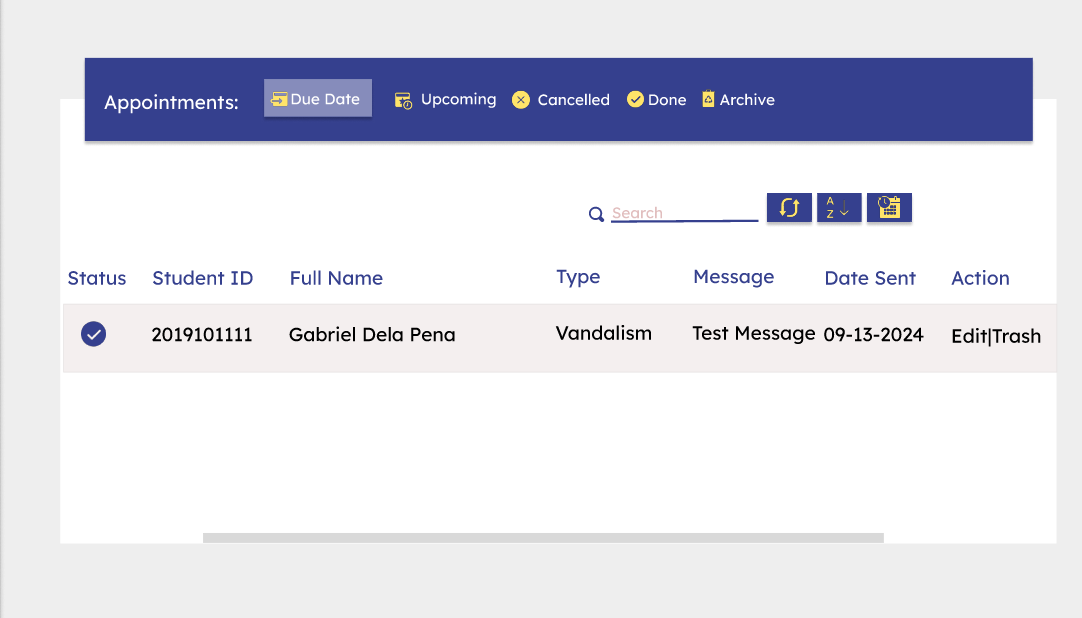 Appointments: Due Date Upcoming Cancelled Done Archive
Search A Z
Status Student ID Full Name Type Message Date Sent Action
2019101111 Gabriel Dela Pena Vandalism Test Message 09-13-2024 Edit|Trash